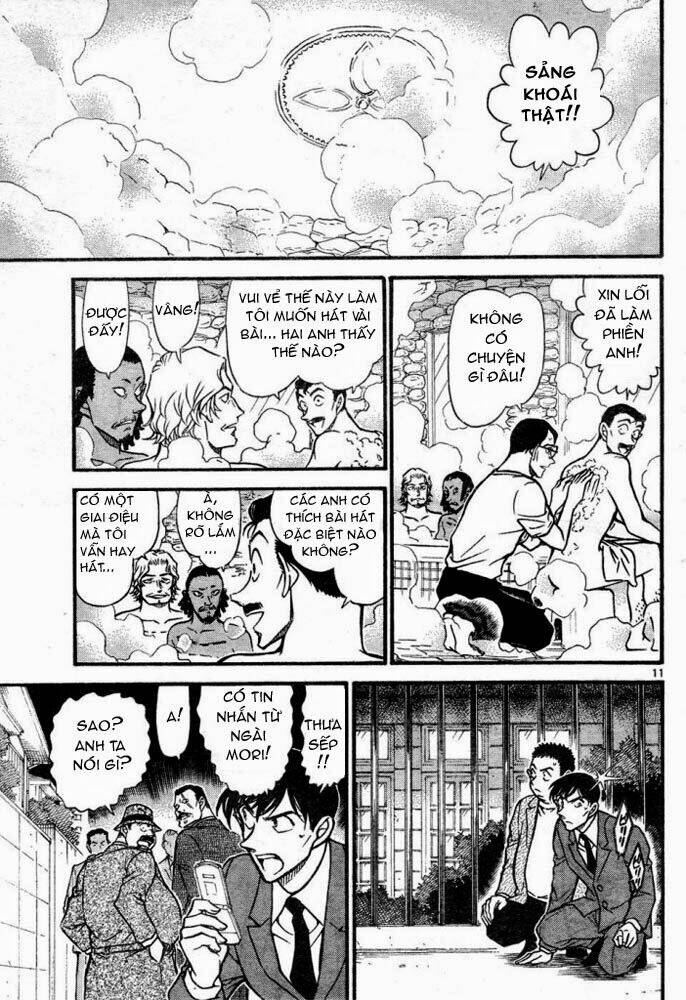 SẢNG
KHOÁI
THẬT!!
XIN LỖI
ĐÃ LÀM
PHIỀN
ANH!
KHÔNG
CÓ
CHUYỆN
GÌ ĐÂU!
VUI VẺ THẾ NÀY LÀM
TÔI MUỐN HÁT VÀI
BÀI... HAI ANH THẤY
THẾ NÀO?
VÂNG!
ĐƯỢC
ĐẤY!
CÁC ANH CÓ
THÍCH BÀI HÁT
ĐẶC BIỆT NÀO
KHÔNG?
À,
KHÔNG
RÕ LẮM
...
CÓ MỘT
GIAI ĐIỆU
MÀ TÔI
VẪN HAY
HÁT...
11
THƯA
SẾP
!!
CÓ TIN
NHẮN TỪ
NGÀI
MORI!
A!
SAO?
ANH TA
NÓI GÌ?